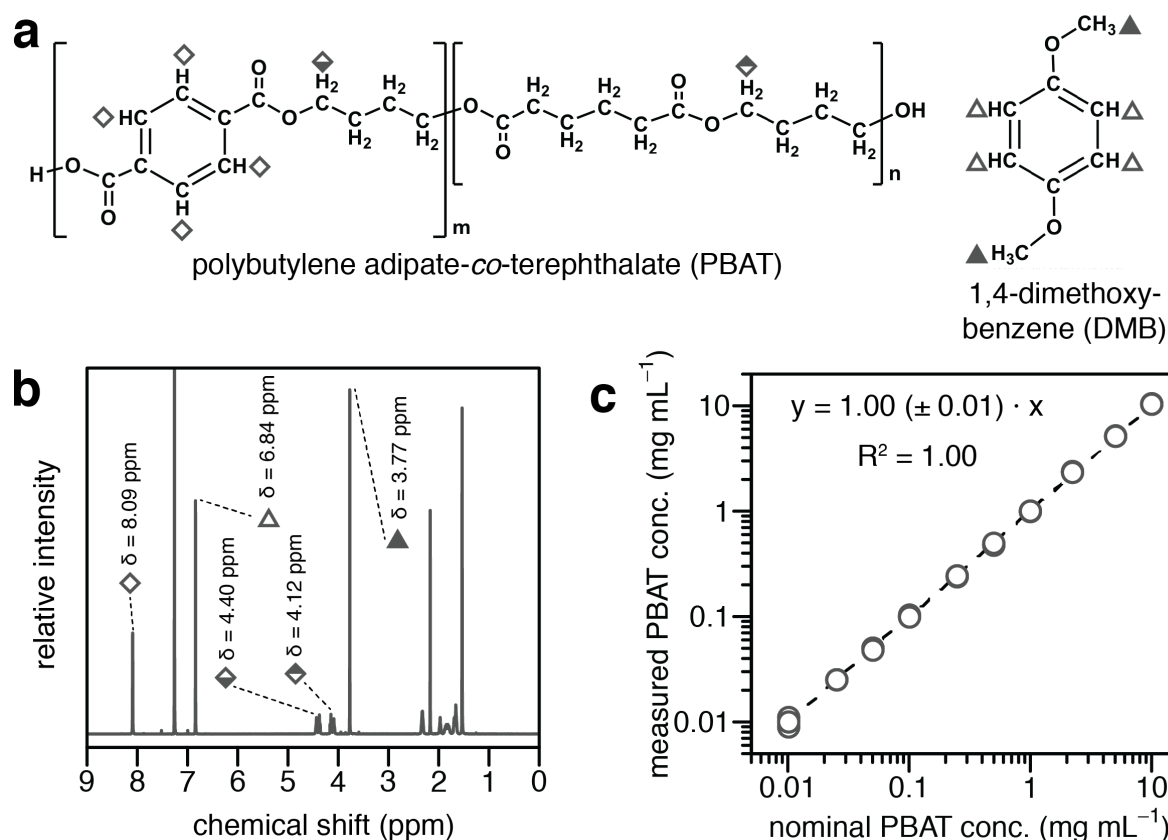 a
H O C O H C HC C CH C H C O O H₂ C C H₂ H₂ C C H₂ m
O C O H₂ C C H₂ H₂ C C H₂ C O O H₂ C C H₂ H₂ C C H₂ OH n
CH₃
O
C
HC CH
HC CH
C
O
H₃C
polybutylene adipate-co-terephthalate (PBAT)
1,4-dimethoxy-
benzene (DMB)
b
relative intensity
δ = 8.09 ppm
δ = 6.84 ppm
δ = 4.40 ppm
δ = 4.12 ppm
δ = 3.77 ppm
9 8 7 6 5 4 3 2 1 0
chemical shift (ppm)
c
measured PBAT conc. (mg mL⁻¹)
y = 1.00 (± 0.01) · x
R² = 1.00
10
1
0.1
0.01
0.01 0.1 1 10
nominal PBAT conc. (mg mL⁻¹)